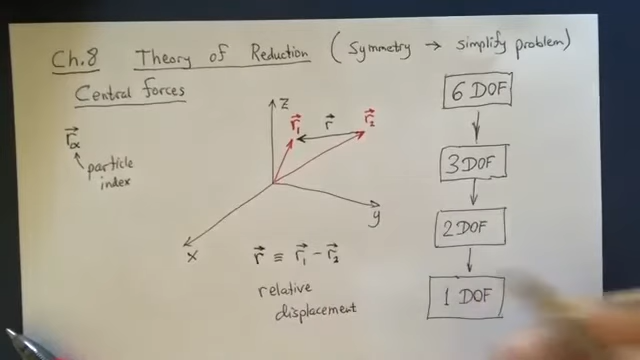 Ch.8 Theory of Reduction (Symmetry → simplify problem)
Central forces
r⃗α
particle
index
z
r⃗₁
r⃗
r⃗₂
y
x
r⃗ ≡ r⃗₁ − r⃗₂
relative
displacement
6 DOF
3 DOF
2 DOF
1 DOF